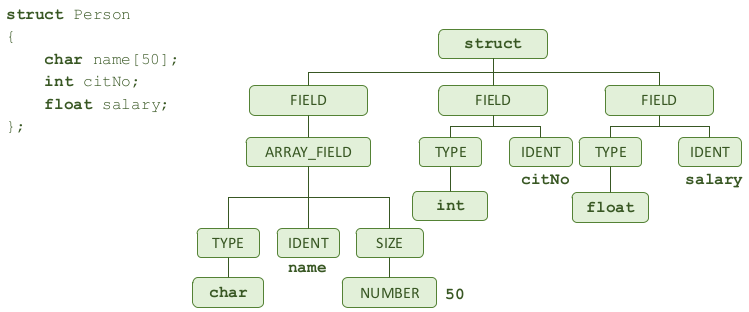 struct Person
{
char name[50];
int citNo;
float salary;
};
struct
FIELD FIELD FIELD
ARRAY_FIELD TYPE IDENT TYPE IDENT
citNo salary
int float
TYPE IDENT SIZE
name
char NUMBER 50